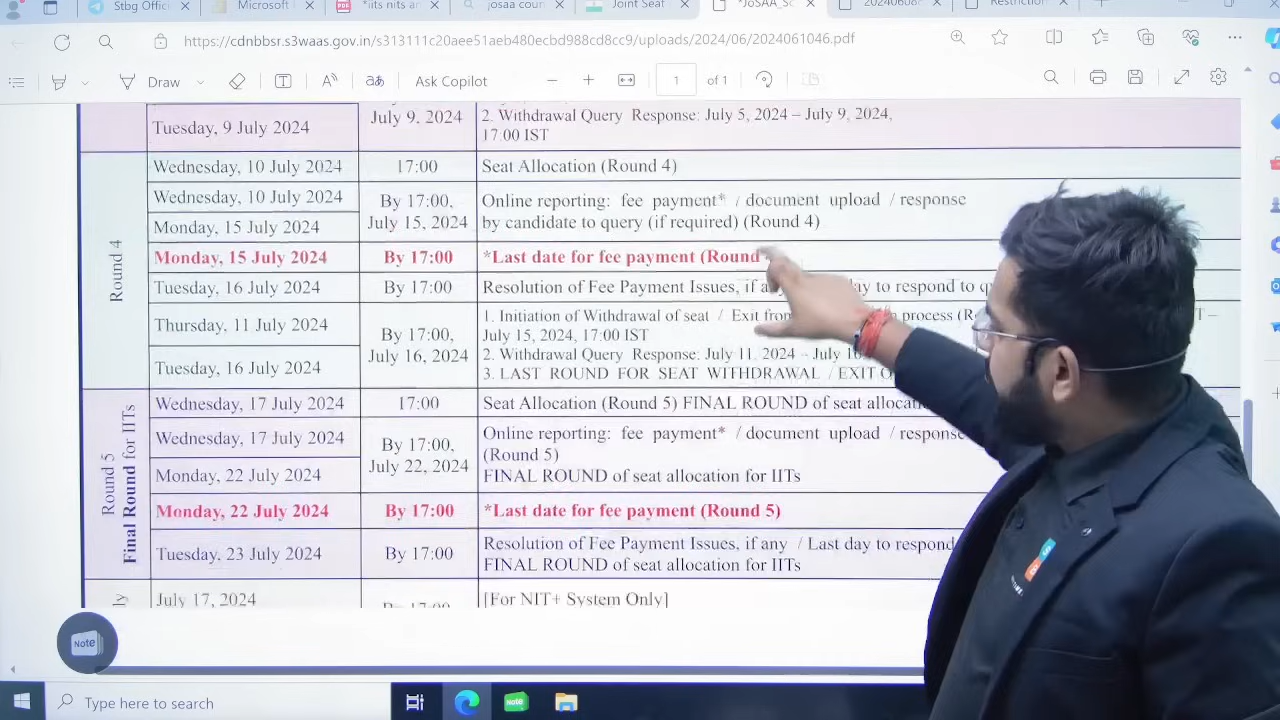 Stbg Offici
Microsoft
*iits nits ar
josaa coun
Joint Seat
*JoSAA_Sc
20240608
Restriction
https://cdnbbsr.s3waas.gov.in/s313111c20aee51aeb480ecbd988cd8cc9/uploads/2024/06/2024061046.pdf
Draw
Ask Copilot
1 of 1
Tuesday, 9 July 2024
July 9, 2024
2. Withdrawal Query Response: July 5, 2024 – July 9, 2024,
17:00 IST
Round 4
Wednesday, 10 July 2024
17:00
Seat Allocation (Round 4)
Wednesday, 10 July 2024
Monday, 15 July 2024
By 17:00,
July 15, 2024
Online reporting: fee payment* / document upload / response
by candidate to query (if required) (Round 4)
Monday, 15 July 2024
By 17:00
*Last date for fee payment (Round
Tuesday, 16 July 2024
By 17:00
Resolution of Fee Payment Issues, if any day to respond to
Thursday, 11 July 2024
Tuesday, 16 July 2024
By 17:00,
July 16, 2024
1. Initiation of Withdrawal of seat / Exit from process
July 15, 2024, 17:00 IST
2. Withdrawal Query Response: July 11, 2024 – July 16
3. LAST ROUND FOR SEAT WITHDRAWAL / EXIT
Round 5
Final Round for IITs
Wednesday, 17 July 2024
17:00
Seat Allocation (Round 5) FINAL ROUND of seat
Wednesday, 17 July 2024
Monday, 22 July 2024
By 17:00,
July 22, 2024
Online reporting: fee payment* / document upload / response
(Round 5)
FINAL ROUND of seat allocation for IITs
Monday, 22 July 2024
By 17:00
*Last date for fee payment (Round 5)
Tuesday, 23 July 2024
By 17:00
Resolution of Fee Payment Issues, if any / Last day to respond
FINAL ROUND of seat allocation for IITs
July 17, 2024
By 17:00
[For NIT+ System Only]
Note
Type here to search
Note